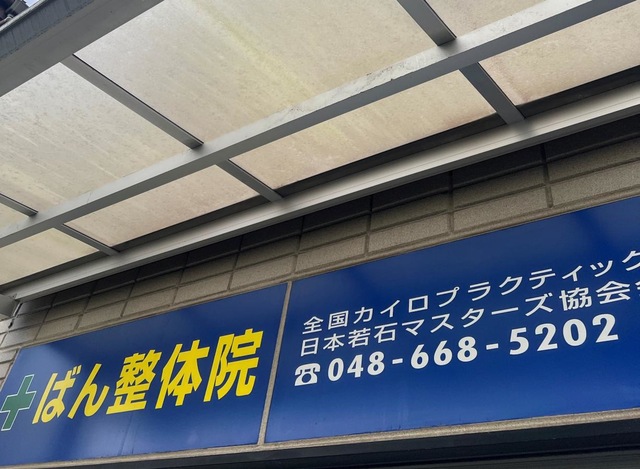 ばん整体院
全国カイロプラクティック
日本若石マスターズ協会
☎048-668-5202